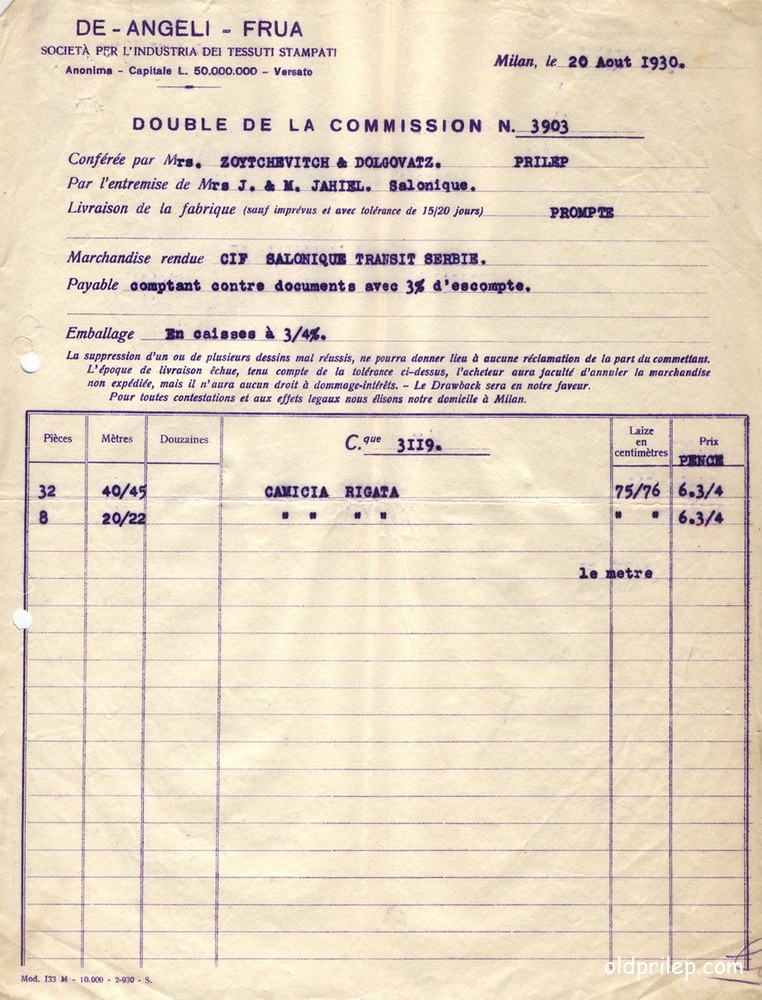 DE - ANGELI - FRUA
SOCIETÀ PER L'INDUSTRIA DEI TESSUTI STAMPATI
Anonima - Capitale L. 50.000.000 - Versato
Milan, le 20 Aout 1930.
DOUBLE DE LA COMMISSION N. 3903
Conférée par Mrs. ZOYTCHEVITCH & DOLGOVATZ. PRILEP
Par l'entremise de Mrs J. & M. JAHIEL. Salonique.
Livraison de la fabrique (sauf imprévus et avec tolérance de 15/20 jours) PROMPTE
Marchandise rendue CIF SALONIQUE TRANSIT SERBIE.
Payable comptant contre documents avec 3% d'escompte.
Emballage En caisses à 3/4%.
La suppression d'un ou de plusieurs dessins mal réussis, ne pourra donner lieu à aucune réclamation de la part du commettant.
L'époque de livraison êchue, tenu compte de la tolérance ci-dessus, l'acheteur aura faculté d'annuler la marchandise
non expédiée, mais il n'aura aucun droit à dommage-intérêts. - Le Drawback sera en notre faveur.
Pour toutes contestations et aux effets legaux nous élisons notre domicile à Milan.
Pièces Mètres Douzaines C.que 3119. Laize en centimètres Prix PENCE
32 40/45 CAMICIA RIGATA 75/76 6.3/4
8 20/22 " " " " " " 6.3/4
le metre
Mod. 133 M - 10.000 - 2-930 - S.
oldprilep.com